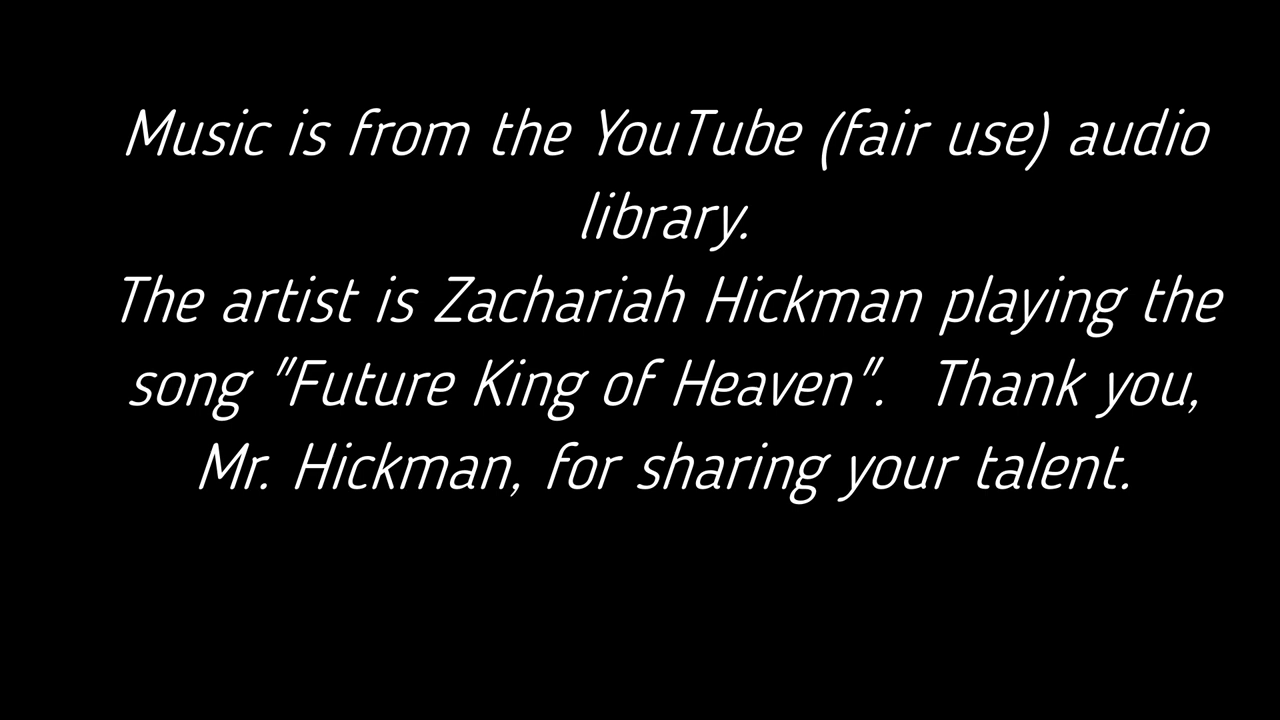 Music is from the YouTube (fair use) audio
library.
The artist is Zachariah Hickman playing the
song "Future King of Heaven".  Thank you,
Mr. Hickman, for sharing your talent.